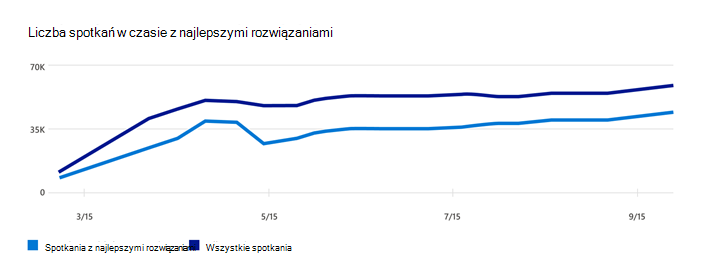 Liczba spotkań w czasie z najlepszymi rozwiązaniami
70K
35K
0
3/15 5/15 7/15 9/15
Spotkania z najlepszymi rozwiązaniami Wszystkie spotkania